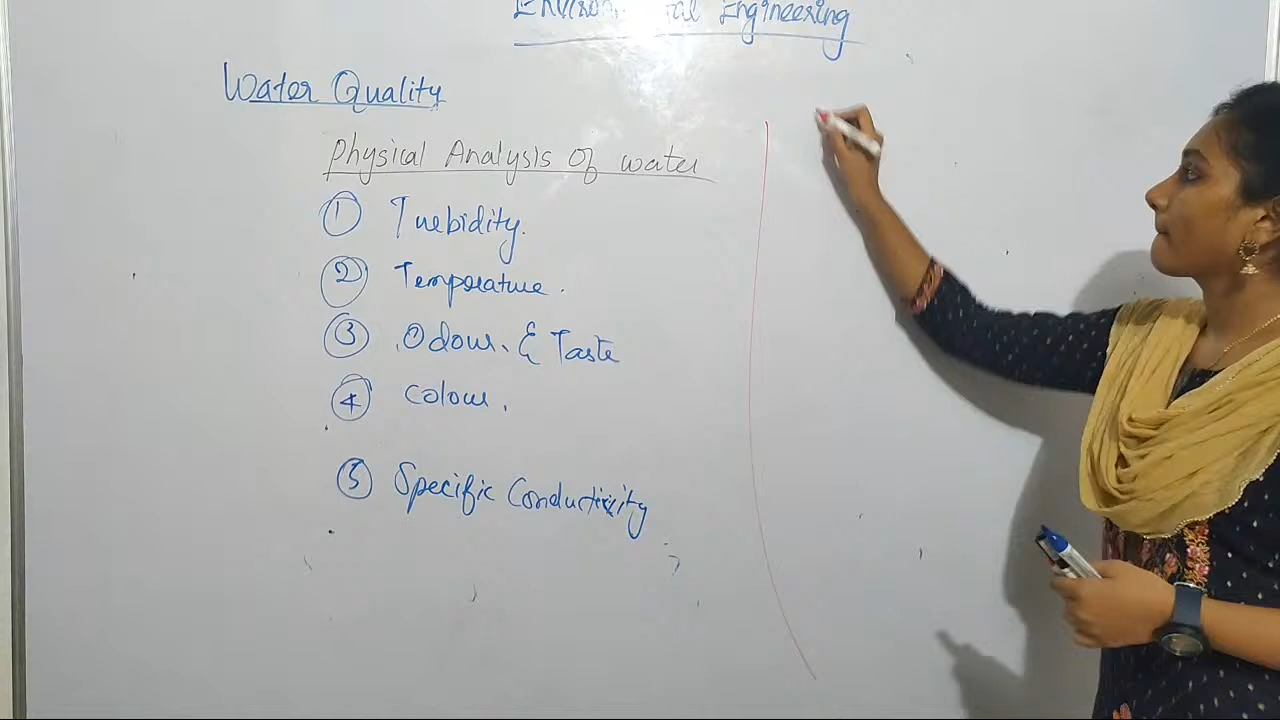 Environmental Engineering
Water Quality
Physical Analysis Of water
① Turbidity.
② Temperature.
③ Odour & Taste
④ Colour.
⑤ Specific Conductivity